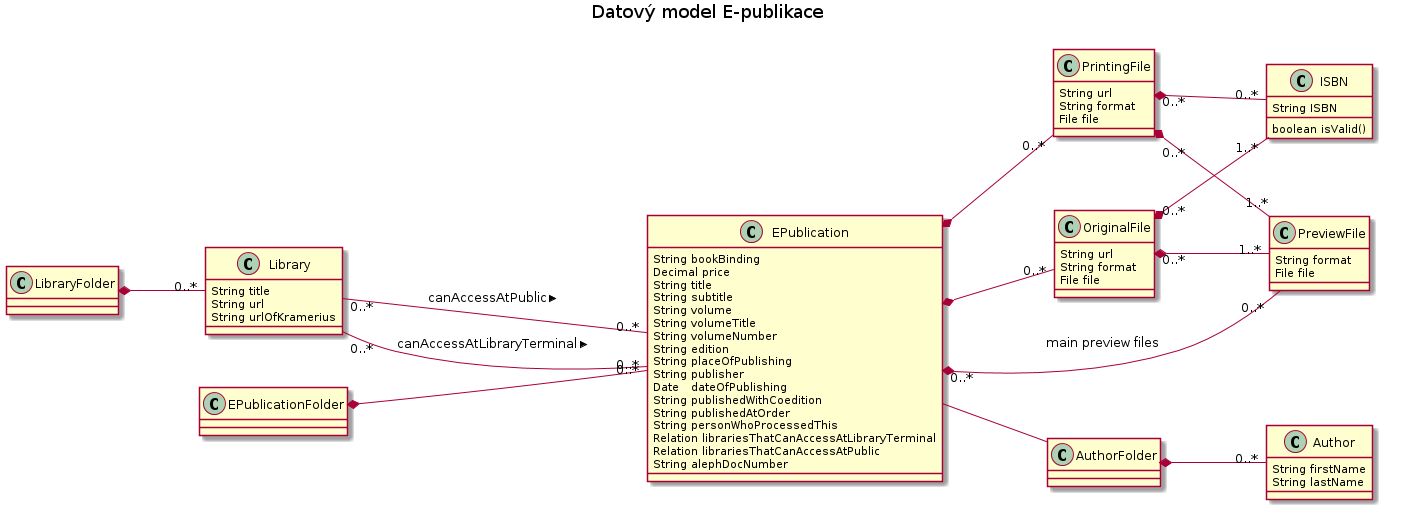 Datový model E-publikace
C PrintingFile
String url
String format
File file
C ISBN
String ISBN
boolean isValid()
0..*
0..*
0..*
0..*
1..*
0..*
1..*
C OriginalFile
String url
String format
File file
C PreviewFile
String format
File file
0..*
0..*
1..*
0..*
main preview files
0..*
C EPublication
String bookBinding
Decimal price
String title
String subtitle
String volume
String volumeTitle
String volumeNumber
String edition
String placeOfPublishing
String publisher
Date dateOfPublishing
String publishedWithCoedition
String publishedAtOrder
String personWhoProcessedThis
Relation librariesThatCanAccessAtLibraryTerminal
Relation librariesThatCanAccessAtPublic
String alephDocNumber
C LibraryFolder
0..*
C Library
String title
String url
String urlOfKramerius
canAccessAtPublic
0..*
0..*
canAccessAtLibraryTerminal
0..*
0..*
0..*
C EPublicationFolder
C AuthorFolder
0..*
C Author
String firstName
String lastName